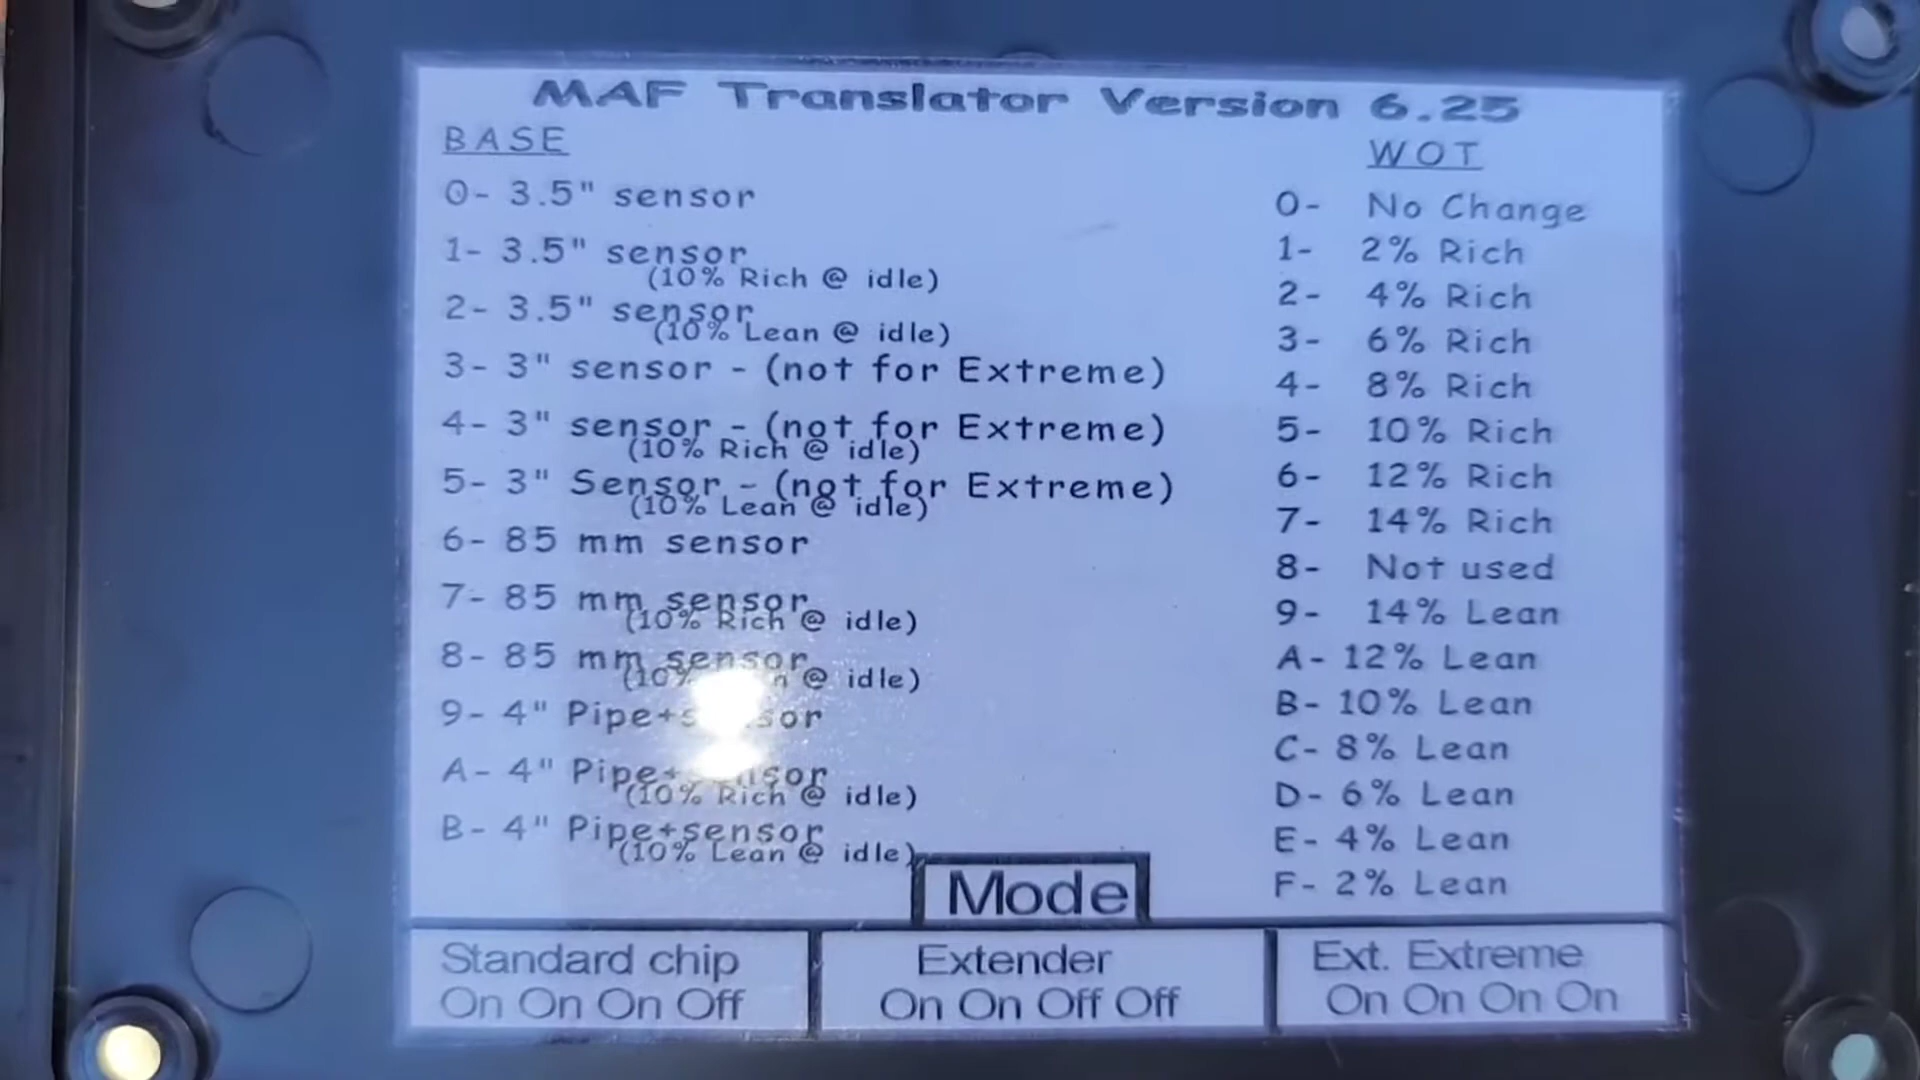 MAF Translator Version 6.25
BASE
0- 3.5" sensor
1- 3.5" sensor
(10% Rich @ idle)
2- 3.5" sensor
(10% Lean @ idle)
3- 3" sensor - (not for Extreme)
4- 3" sensor - (not for Extreme)
(10% Rich @ idle)
5- 3" Sensor - (not for Extreme)
(10% Lean @ idle)
6- 85 mm sensor
7- 85 mm sensor
(10% Rich @ idle)
8- 85 mm sensor
(10% @ idle)
9- 4" Pipe+sensor
A- 4" Pipe+sensor
(10% Rich @ idle)
B- 4" Pipe+sensor
(10% Lean @ idle)
WOT
0- No Change
1- 2% Rich
2- 4% Rich
3- 6% Rich
4- 8% Rich
5- 10% Rich
6- 12% Rich
7- 14% Rich
8- Not used
9- 14% Lean
A- 12% Lean
B- 10% Lean
C- 8% Lean
D- 6% Lean
E- 4% Lean
F- 2% Lean
Mode
Standard chip
On On On Off
Extender
On On Off Off
Ext. Extreme
On On On On